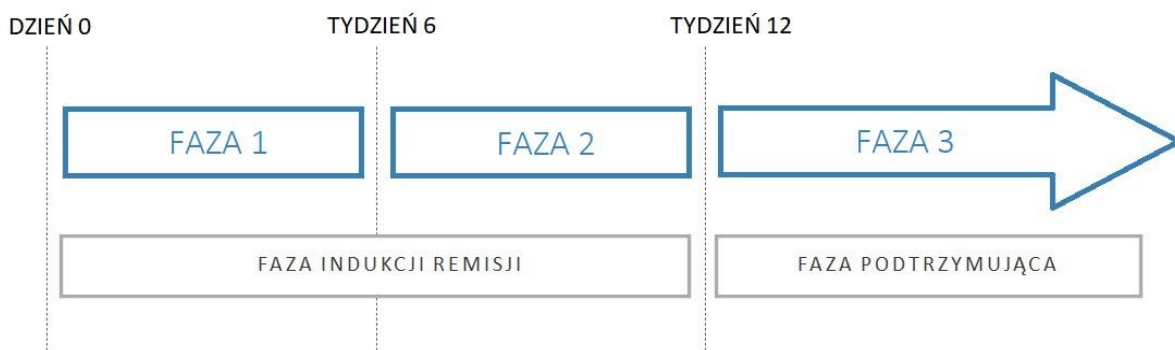 DZIEŃ 0 TYDZIEŃ 6 TYDZIEŃ 12
FAZA 1 FAZA 2 FAZA 3
FAZA INDUKCJI REMISJI FAZA PODTRZYMUJĄCA